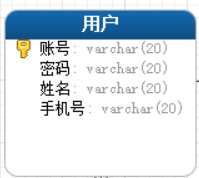 用户
账号: varchar(20)
密码: varchar(20)
姓名: varchar(20)
手机号: varchar(20)